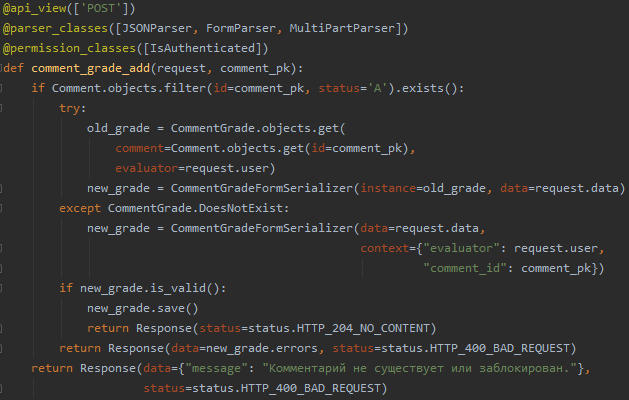 @api_view(['POST'])
@parser_classes([JSONParser, FormParser, MultiPartParser])
@permission_classes([IsAuthenticated])
def comment_grade_add(request, comment_pk):
    if Comment.objects.filter(id=comment_pk, status='A').exists():
        try:
            old_grade = CommentGrade.objects.get(
                comment=Comment.objects.get(id=comment_pk),
                evaluator=request.user)
            new_grade = CommentGradeFormSerializer(instance=old_grade, data=request.data)
        except CommentGrade.DoesNotExist:
            new_grade = CommentGradeFormSerializer(data=request.data,
                                                   context={"evaluator": request.user,
                                                            "comment_id": comment_pk})
        if new_grade.is_valid():
            new_grade.save()
            return Response(status=status.HTTP_204_NO_CONTENT)
        return Response(data=new_grade.errors, status=status.HTTP_400_BAD_REQUEST)
    return Response(data={"message": "Комментарий не существует или заблокирован."},
                    status=status.HTTP_400_BAD_REQUEST)